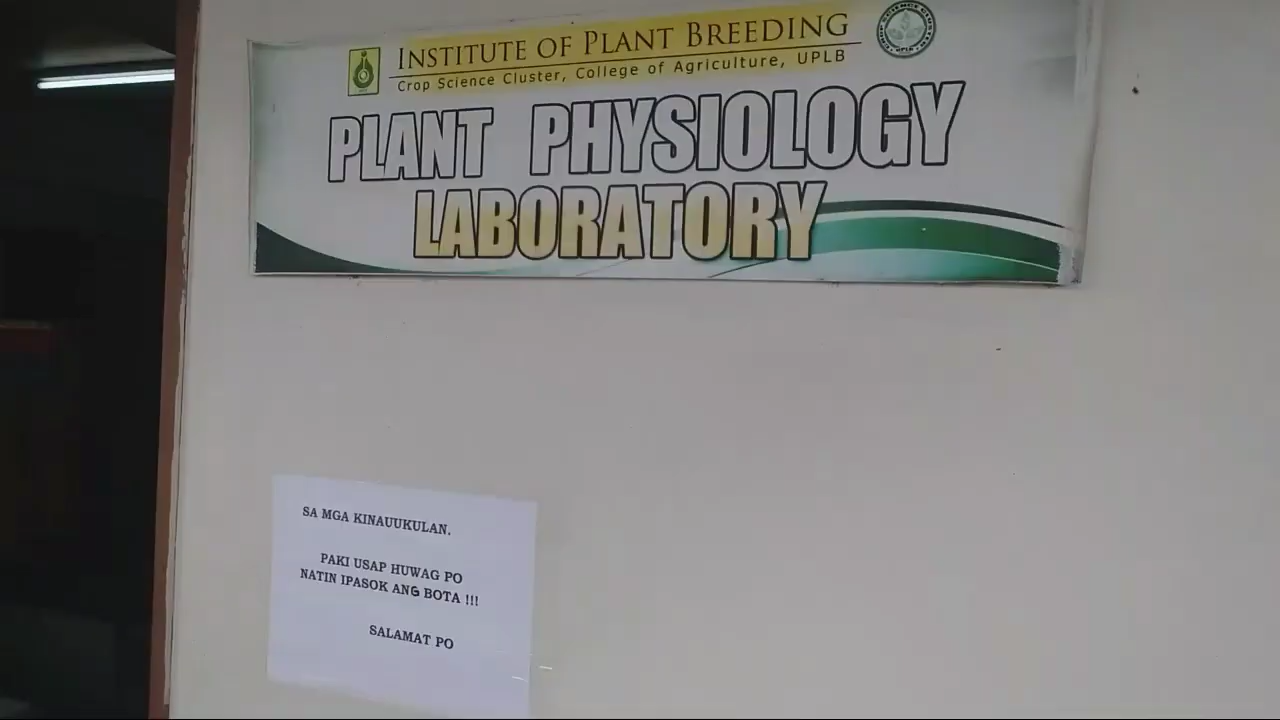 INSTITUTE OF PLANT BREEDING
Crop Science Cluster, College of Agriculture, UPLB
PLANT PHYSIOLOGY
LABORATORY
SA MGA KINAUUKULAN,
PAKI USAP HUWAG PO
NATIN IPASOK ANG BOTA !!!
SALAMAT PO